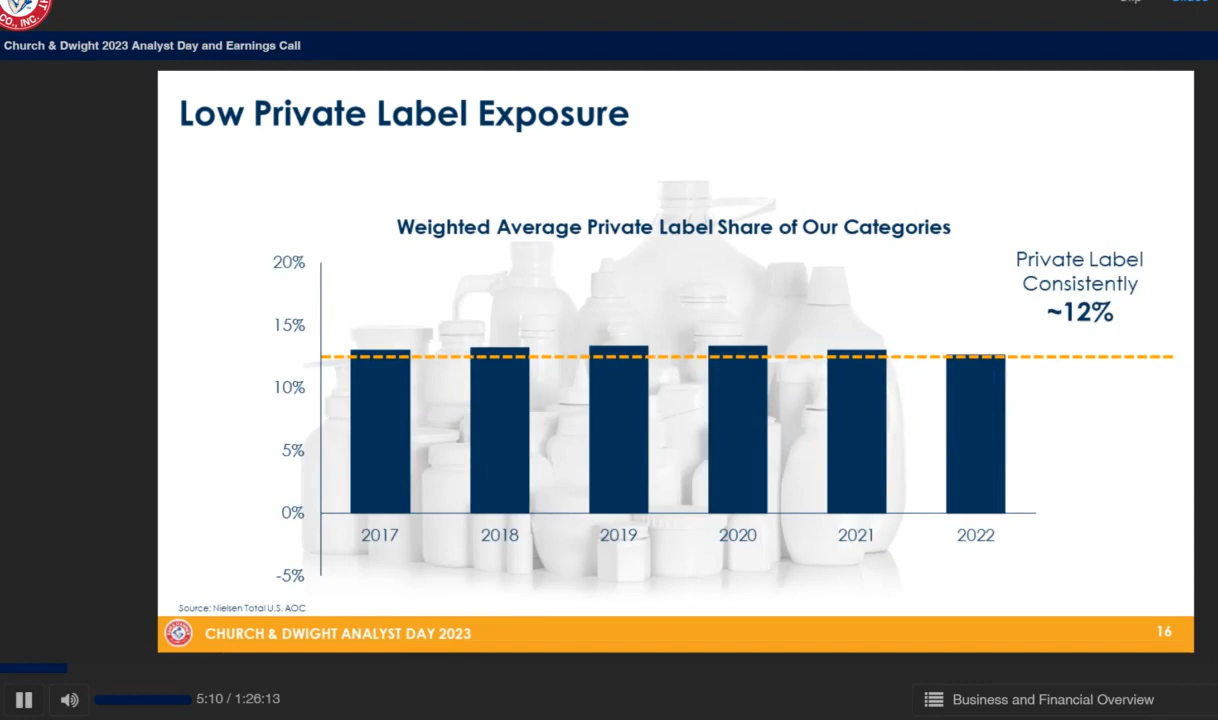 CO., INC.
Church & Dwight 2023 Analyst Day and Earnings Call
Low Private Label Exposure
Weighted Average Private Label Share of Our Categories
Private Label
Consistently
~12%
20%
15%
10%
5%
0%
-5%
2017 2018 2019 2020 2021 2022
Source: Nielsen Total U.S. AOC
CHURCH & DWIGHT ANALYST DAY 2023
16
5:10 / 1:26:13
Business and Financial Overview